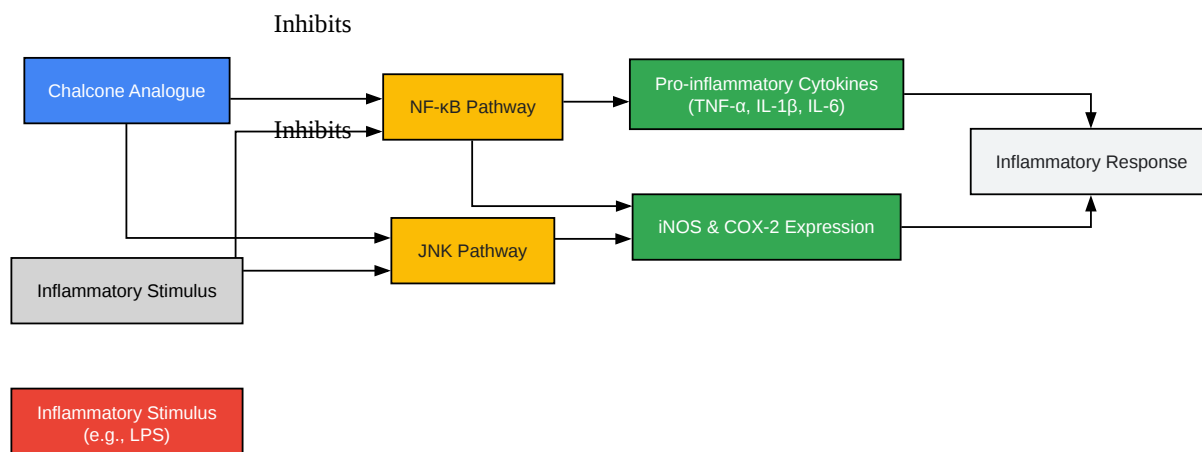 Inhibits
Chalcone Analogue
NF-κB Pathway
Pro-inflammatory Cytokines
(TNF-α, IL-1β, IL-6)
Inhibits
Inflammatory Response
JNK Pathway
iNOS & COX-2 Expression
Inflammatory Stimulus
Inflammatory Stimulus
(e.g., LPS)